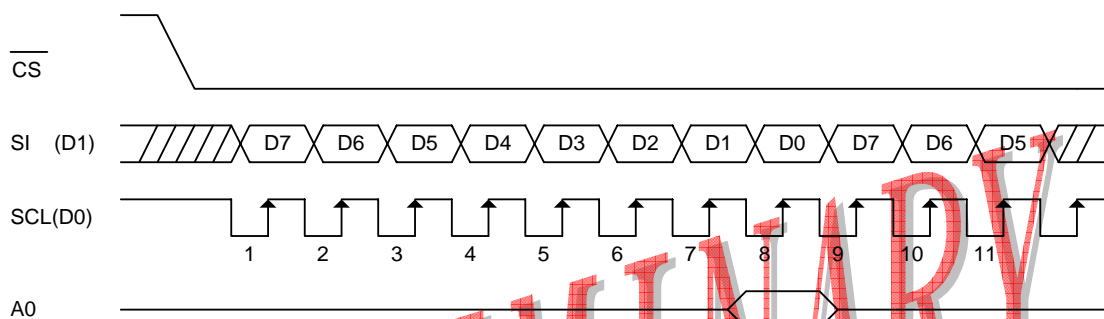 CS
SI (D1) D7 D6 D5 D4 D3 D2 D1 D0 D7 D6 D5
SCL(D0)
1 2 3 4 5 6 7 8 9 10 11
A0